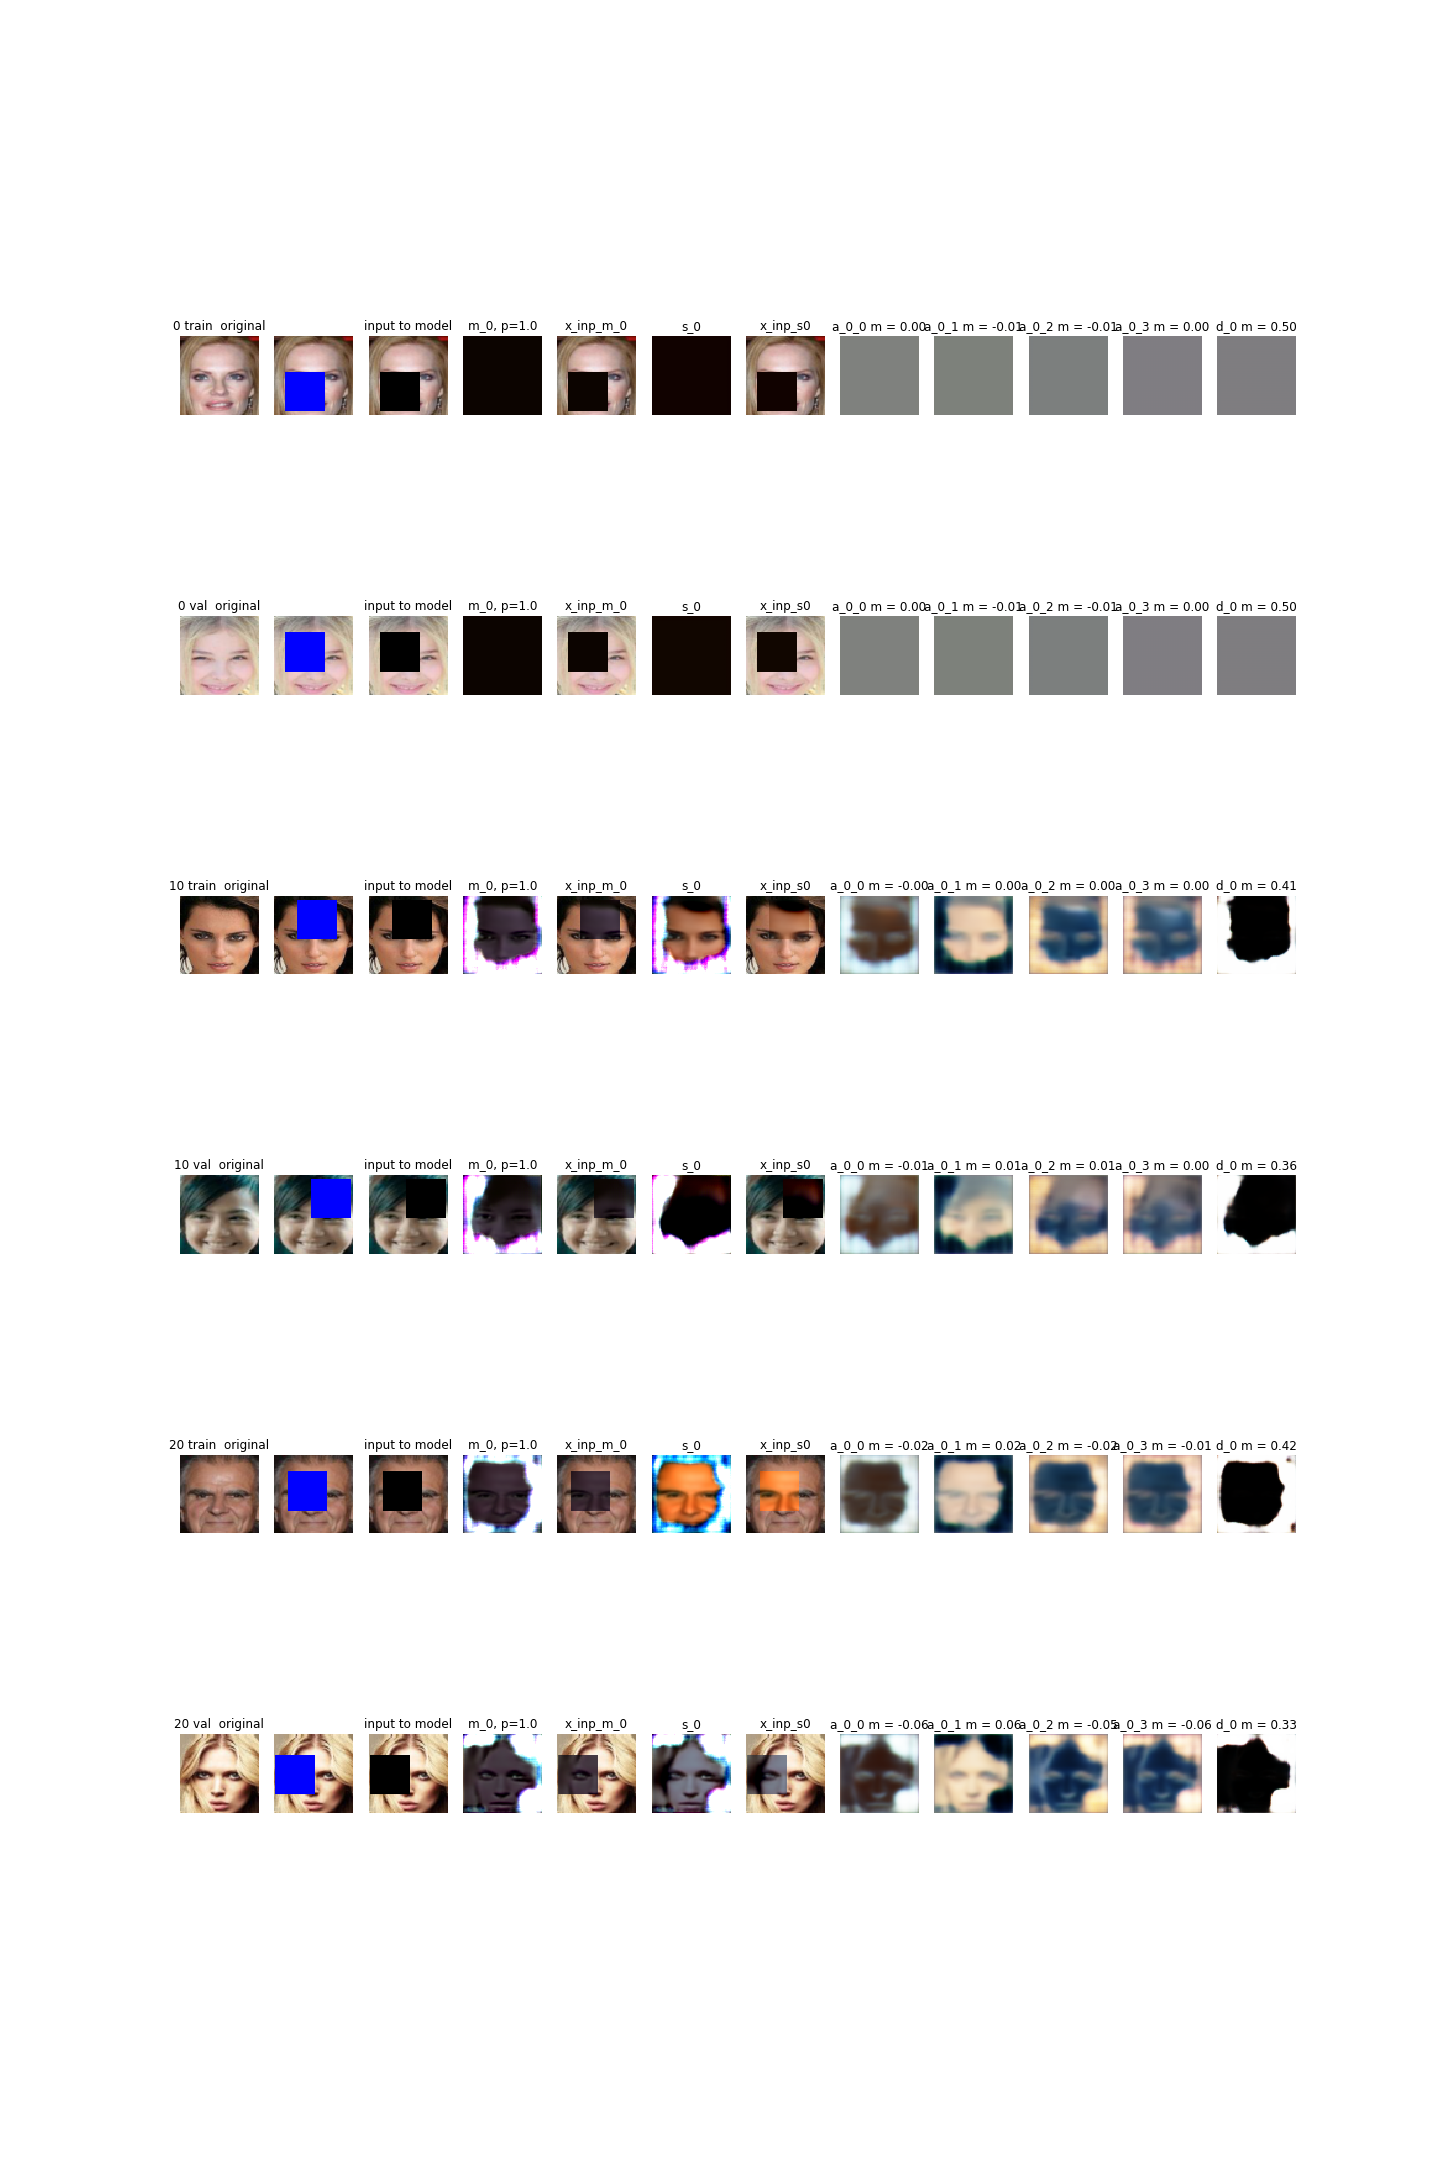 0 train  original input to model m_0, p=1.0 x_inp_m_0 s_0 x_inp_s0 a_0_0 m = 0.00 a_0_1 m = -0.01 a_0_2 m = -0.01 a_0_3 m = 0.00 d_0 m = 0.50
0 val  original input to model m_0, p=1.0 x_inp_m_0 s_0 x_inp_s0 a_0_0 m = 0.00 a_0_1 m = -0.01 a_0_2 m = -0.01 a_0_3 m = 0.00 d_0 m = 0.50
10 train  original input to model m_0, p=1.0 x_inp_m_0 s_0 x_inp_s0 a_0_0 m = -0.00 a_0_1 m = 0.00 a_0_2 m = 0.00 a_0_3 m = 0.00 d_0 m = 0.41
10 val  original input to model m_0, p=1.0 x_inp_m_0 s_0 x_inp_s0 a_0_0 m = -0.01 a_0_1 m = 0.01 a_0_2 m = 0.01 a_0_3 m = 0.00 d_0 m = 0.36
20 train  original input to model m_0, p=1.0 x_inp_m_0 s_0 x_inp_s0 a_0_0 m = -0.02 a_0_1 m = 0.02 a_0_2 m = -0.02 a_0_3 m = -0.01 d_0 m = 0.42
20 val  original input to model m_0, p=1.0 x_inp_m_0 s_0 x_inp_s0 a_0_0 m = -0.06 a_0_1 m = 0.06 a_0_2 m = -0.05 a_0_3 m = -0.06 d_0 m = 0.33